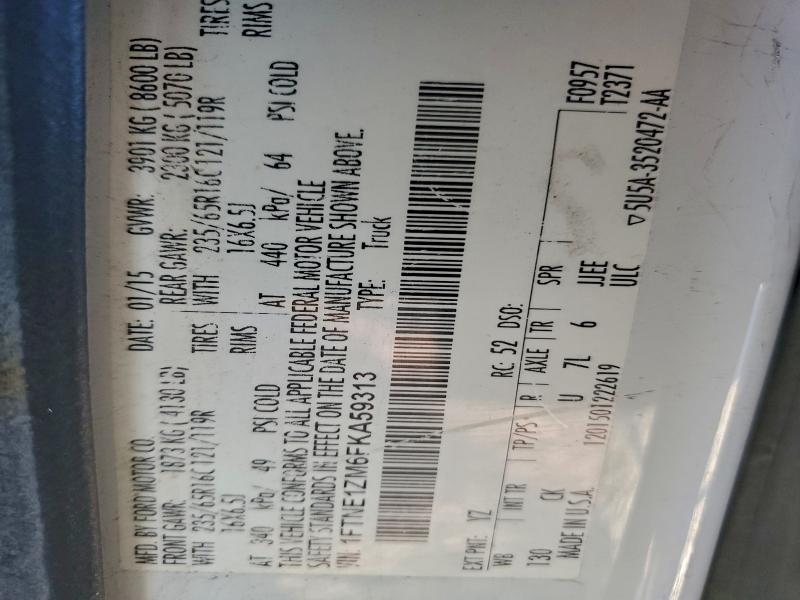 MFD. BY FORD MOTOR CO.
DATE: 01/15 GVWR: 3901 KG ( 8600 LB)
FRONT GAWR: 1873 KG ( 4130 LB) REAR GAWR: 2300 KG ( 5070 LB)
WITH 235/65R16C 121/119R TIRES WITH 235/65R16C 121/119R TIRES
16X6.5J RIMS 16X6.5J RIMS
AT 340 kPa/ 49 PSI COLD AT 440 kPa/ 64 PSI COLD
THIS VEHICLE CONFORMS TO ALL APPLICABLE FEDERAL MOTOR VEHICLE
SAFETY STANDARDS IN EFFECT ON THE DATE OF MANUFACTURE SHOWN ABOVE.
VIN: 1FTNE1ZM6FKA59313 TYPE: Truck
EXT PNT: YZ RC: 52 DSO: F0957
WB INT TR TP/PS R AXLE TR SPR T2371
130 CK U 7L 6 JJEE
MADE IN U.S.A. 1201501222619 ULC ▽5U5A-3520472-AA